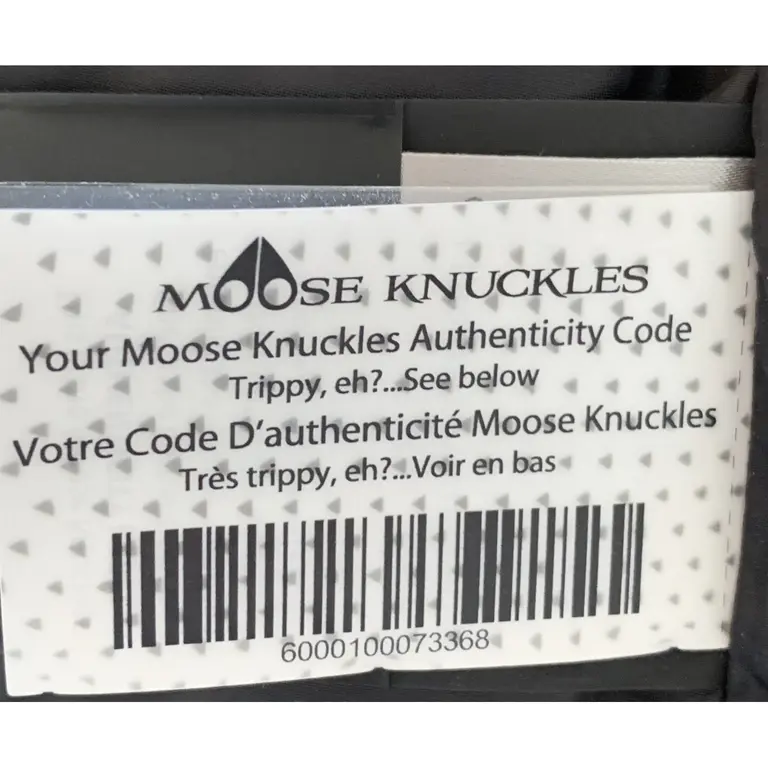 MOOSE KNUCKLES
Your Moose Knuckles Authenticity Code
Trippy, eh?...See below
Votre Code D'authenticité Moose Knuckles
Très trippy, eh?...Voir en bas
6000100073368